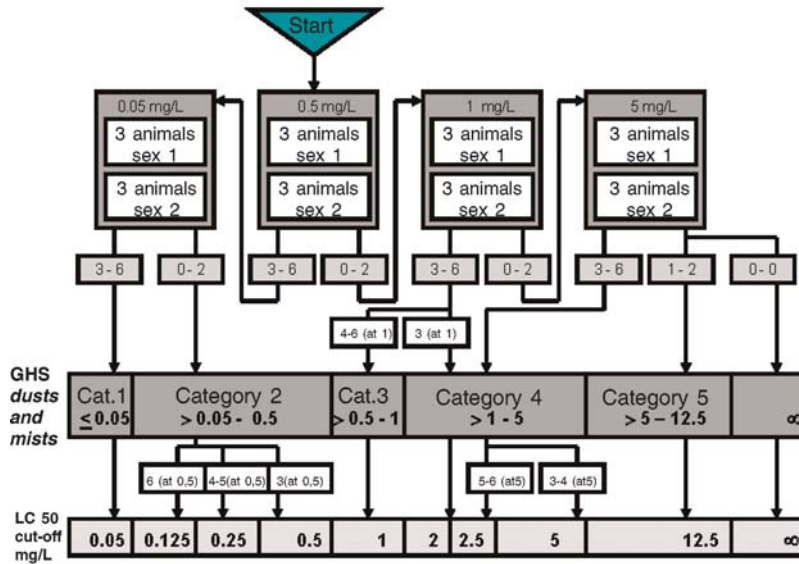 Start
0.05 mg/L
0.5 mg/L
1 mg/L
5 mg/L
3 animals
sex 1
3 animals
sex 1
3 animals
sex 1
3 animals
sex 1
3 animals
sex 2
3 animals
sex 2
3 animals
sex 2
3 animals
sex 2
3 - 6
0 - 2
3 - 6
0 - 2
3 - 6
0 - 2
3 - 6
1 - 2
0 - 0
4-6 (at 1)
3 (at 1)
GHS
dusts
and
mists
Cat.1
≤ 0.05
Category 2
> 0.05 - 0.5
Cat.3
> 0.5 - 1
Category 4
> 1 - 5
Category 5
> 5 – 12.5
∞
6 (at 0,5)
4-5(at 0,5)
3(at 0,5)
5-6 (at5)
3-4 (at5)
LC 50
cut-off
mg/L
0.05
0.125
0.25
0.5
1
2
2.5
5
12.5
∞